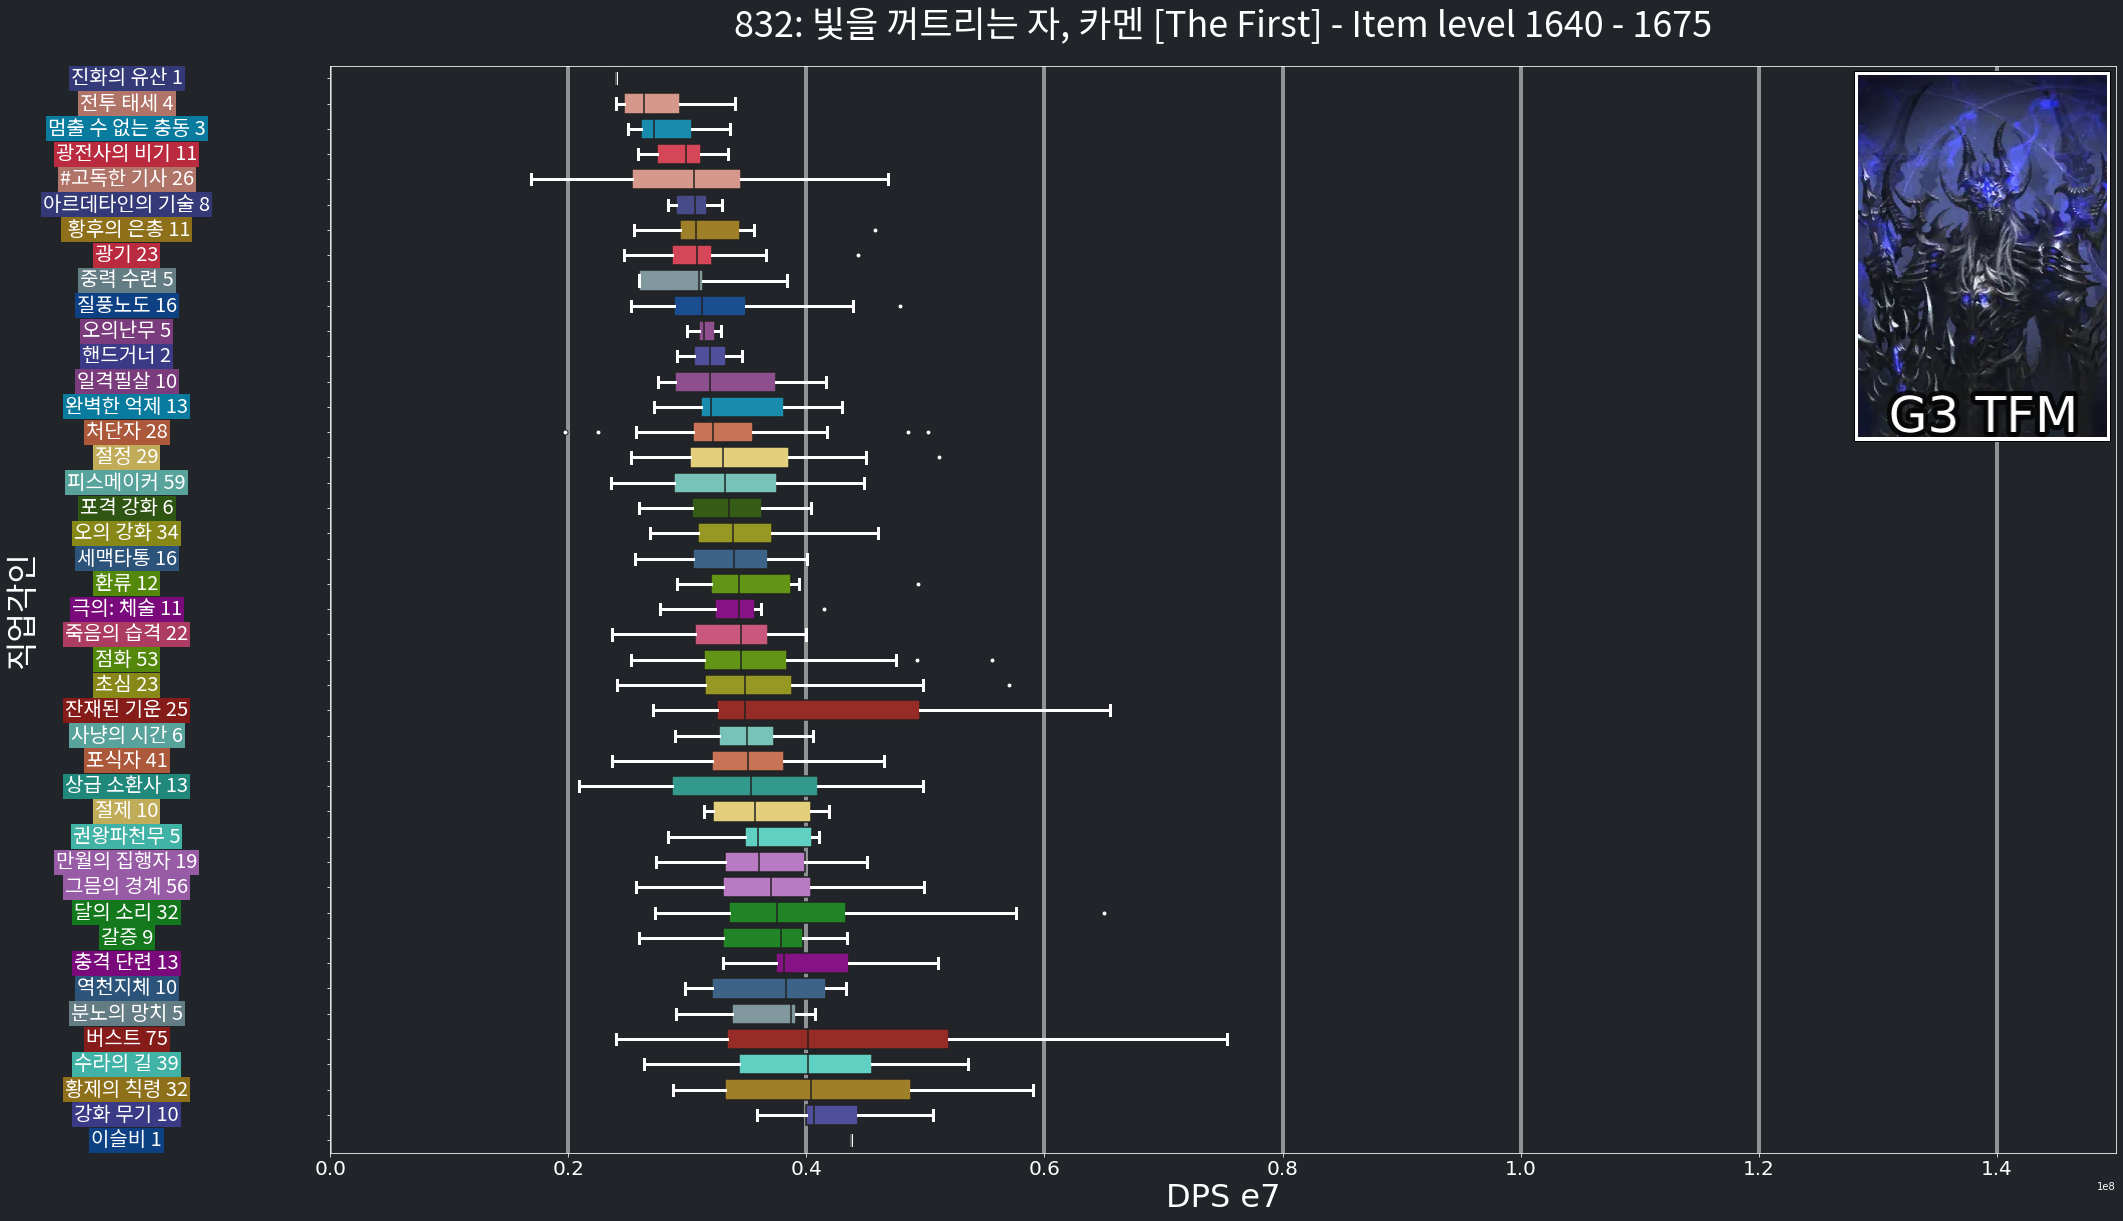 832: 빛을 꺼트리는 자, 카멘 [The First] - Item level 1640 - 1675
진화의 유산 1
전투 태세 4
멈출 수 없는 충동 3
광전사의 비기 11
#고독한 기사 26
아르데타인의 기술 8
황후의 은총 11
광기 23
중력 수련 5
질풍노도 16
오의난무 5
핸드거너 2
일격필살 10
완벽한 억제 13
처단자 28
절정 29
피스메이커 59
포격 강화 6
오의 강화 34
세맥타통 16
환류 12
극의: 체술 11
죽음의 습격 22
점화 53
초심 23
잔재된 기운 25
사냥의 시간 6
포식자 41
상급 소환사 13
절제 10
권왕파천무 5
만월의 집행자 19
그믐의 경계 56
달의 소리 32
갈증 9
충격 단련 13
역천지체 10
분노의 망치 5
버스트 75
수라의 길 39
황제의 칙령 32
강화 무기 10
이슬비 1
직업각인
G3 TFM
0.0 0.2 0.4 0.6 0.8 1.0 1.2 1.4
1e8
DPS e7